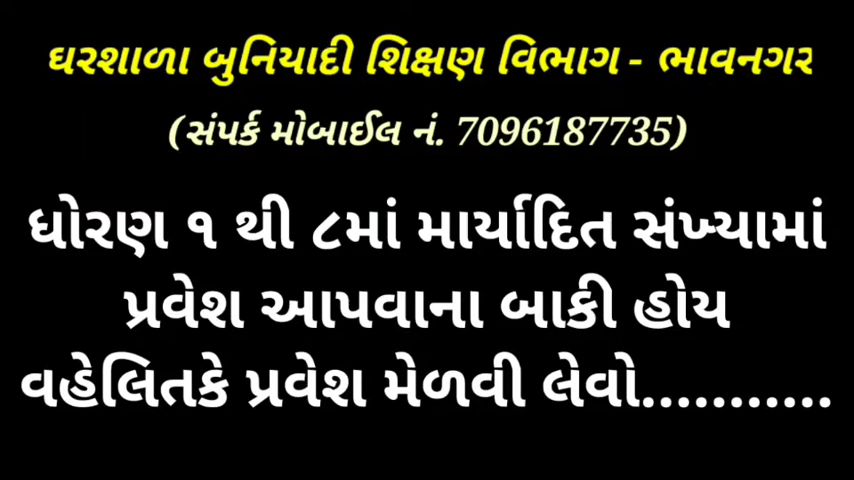 ઘરશાળા બુનિયાદી શિક્ષણ વિભાગ - ભાવનગર
(સંપર્ક મોબાઈલ નં. 7096187735)
ધોરણ ૧ થી ૮માં માર્યાદિત સંખ્યામાં
પ્રવેશ આપવાના બાકી હોય
વહેલિતકે પ્રવેશ મેળવી લેવો...........